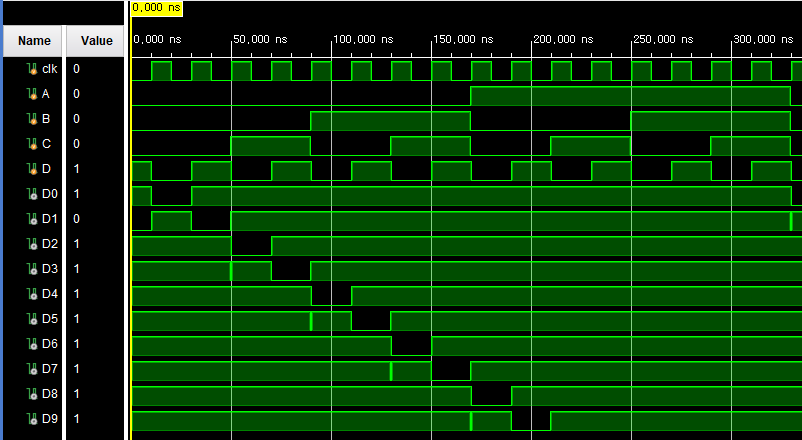 0,000 ns
Name Value
0,000 ns 50,000 ns 100,000 ns 150,000 ns 200,000 ns 250,000 ns 300,000 ns
clk 0
A 0
B 0
C 0
D 1
D0 1
D1 0
D2 1
D3 1
D4 1
D5 1
D6 1
D7 1
D8 1
D9 1